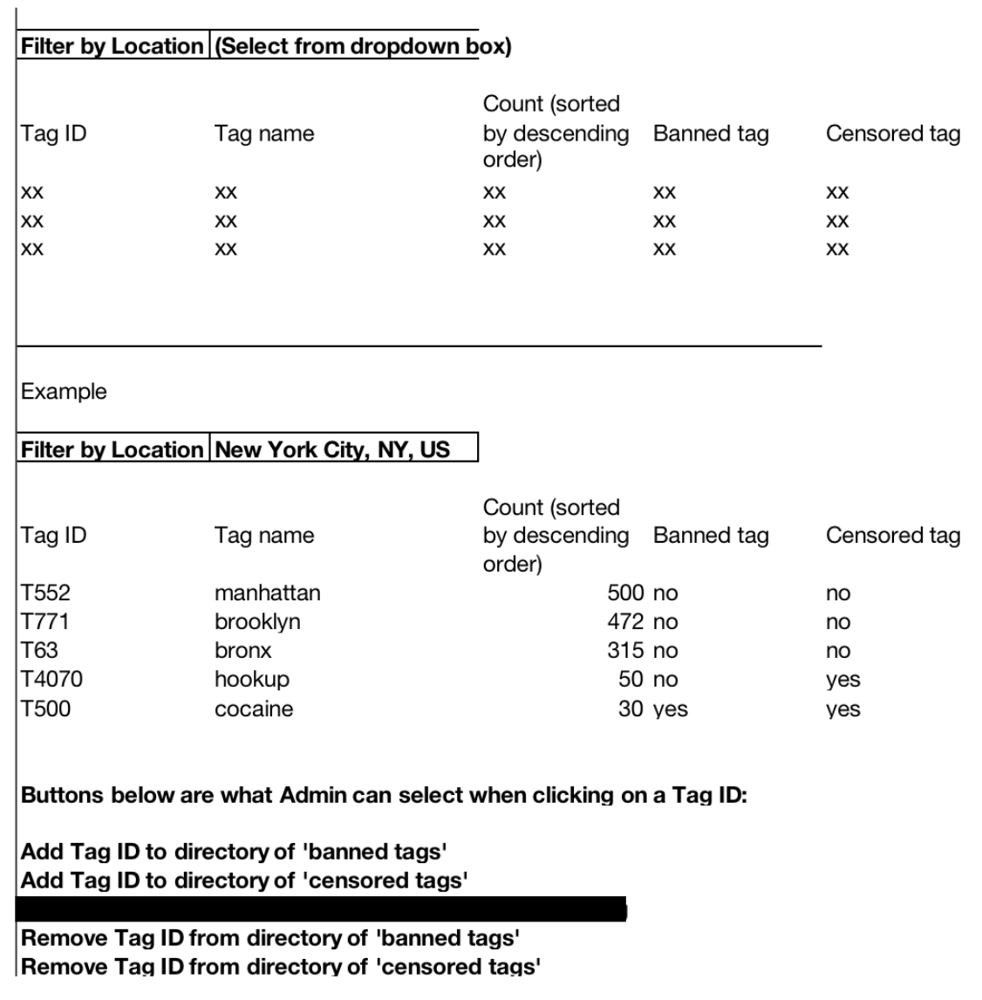 Filter by Location (Select from dropdown box)
Count (sorted
Tag ID Tag name by descending Banned tag Censored tag
order)
xx xx xx xx xx
xx xx xx xx xx
xx xx xx xx xx
Example
Filter by Location New York City, NY, US
Count (sorted
Tag ID Tag name by descending Banned tag Censored tag
order)
T552 manhattan 500 no no
T771 brooklyn 472 no no
T63 bronx 315 no no
T4070 hookup 50 no yes
T500 cocaine 30 yes yes
Buttons below are what Admin can select when clicking on a Tag ID:
Add Tag ID to directory of 'banned tags'
Add Tag ID to directory of 'censored tags'
Remove Tag ID from directory of 'banned tags'
Remove Tag ID from directory of 'censored tags'